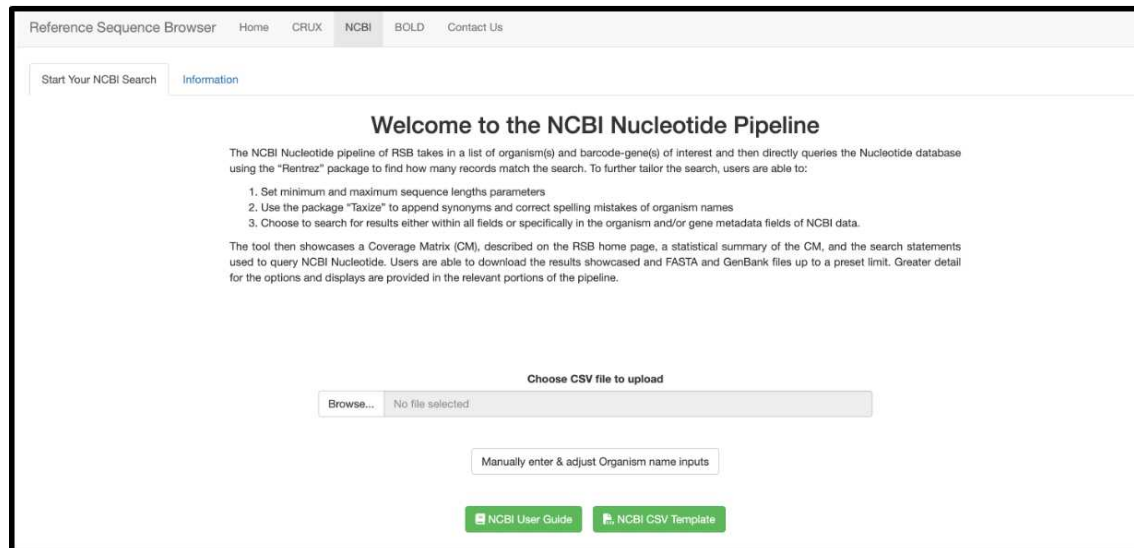 Reference Sequence Browser Home CRUX NCBI BOLD Contact Us
Start Your NCBI Search Information
Welcome to the NCBI Nucleotide Pipeline
The NCBI Nucleotide pipeline of RSB takes in a list of organism(s) and barcode-gene(s) of interest and then directly queries the Nucleotide database
using the “Rentrez” package to find how many records match the search. To further tailor the search, users are able to:
1. Set minimum and maximum sequence lengths parameters
2. Use the package “Taxize” to append synonyms and correct spelling mistakes of organism names
3. Choose to search for results either within all fields or specifically in the organism and/or gene metadata fields of NCBI data.
The tool then showcases a Coverage Matrix (CM), described on the RSB home page, a statistical summary of the CM, and the search statements
used to query NCBI Nucleotide. Users are able to download the results showcased and FASTA and GenBank files up to a preset limit. Greater detail
for the options and displays are provided in the relevant portions of the pipeline.
Choose CSV file to upload
Browse... No file selected
Manually enter & adjust Organism name inputs
NCBI User Guide NCBI CSV Template